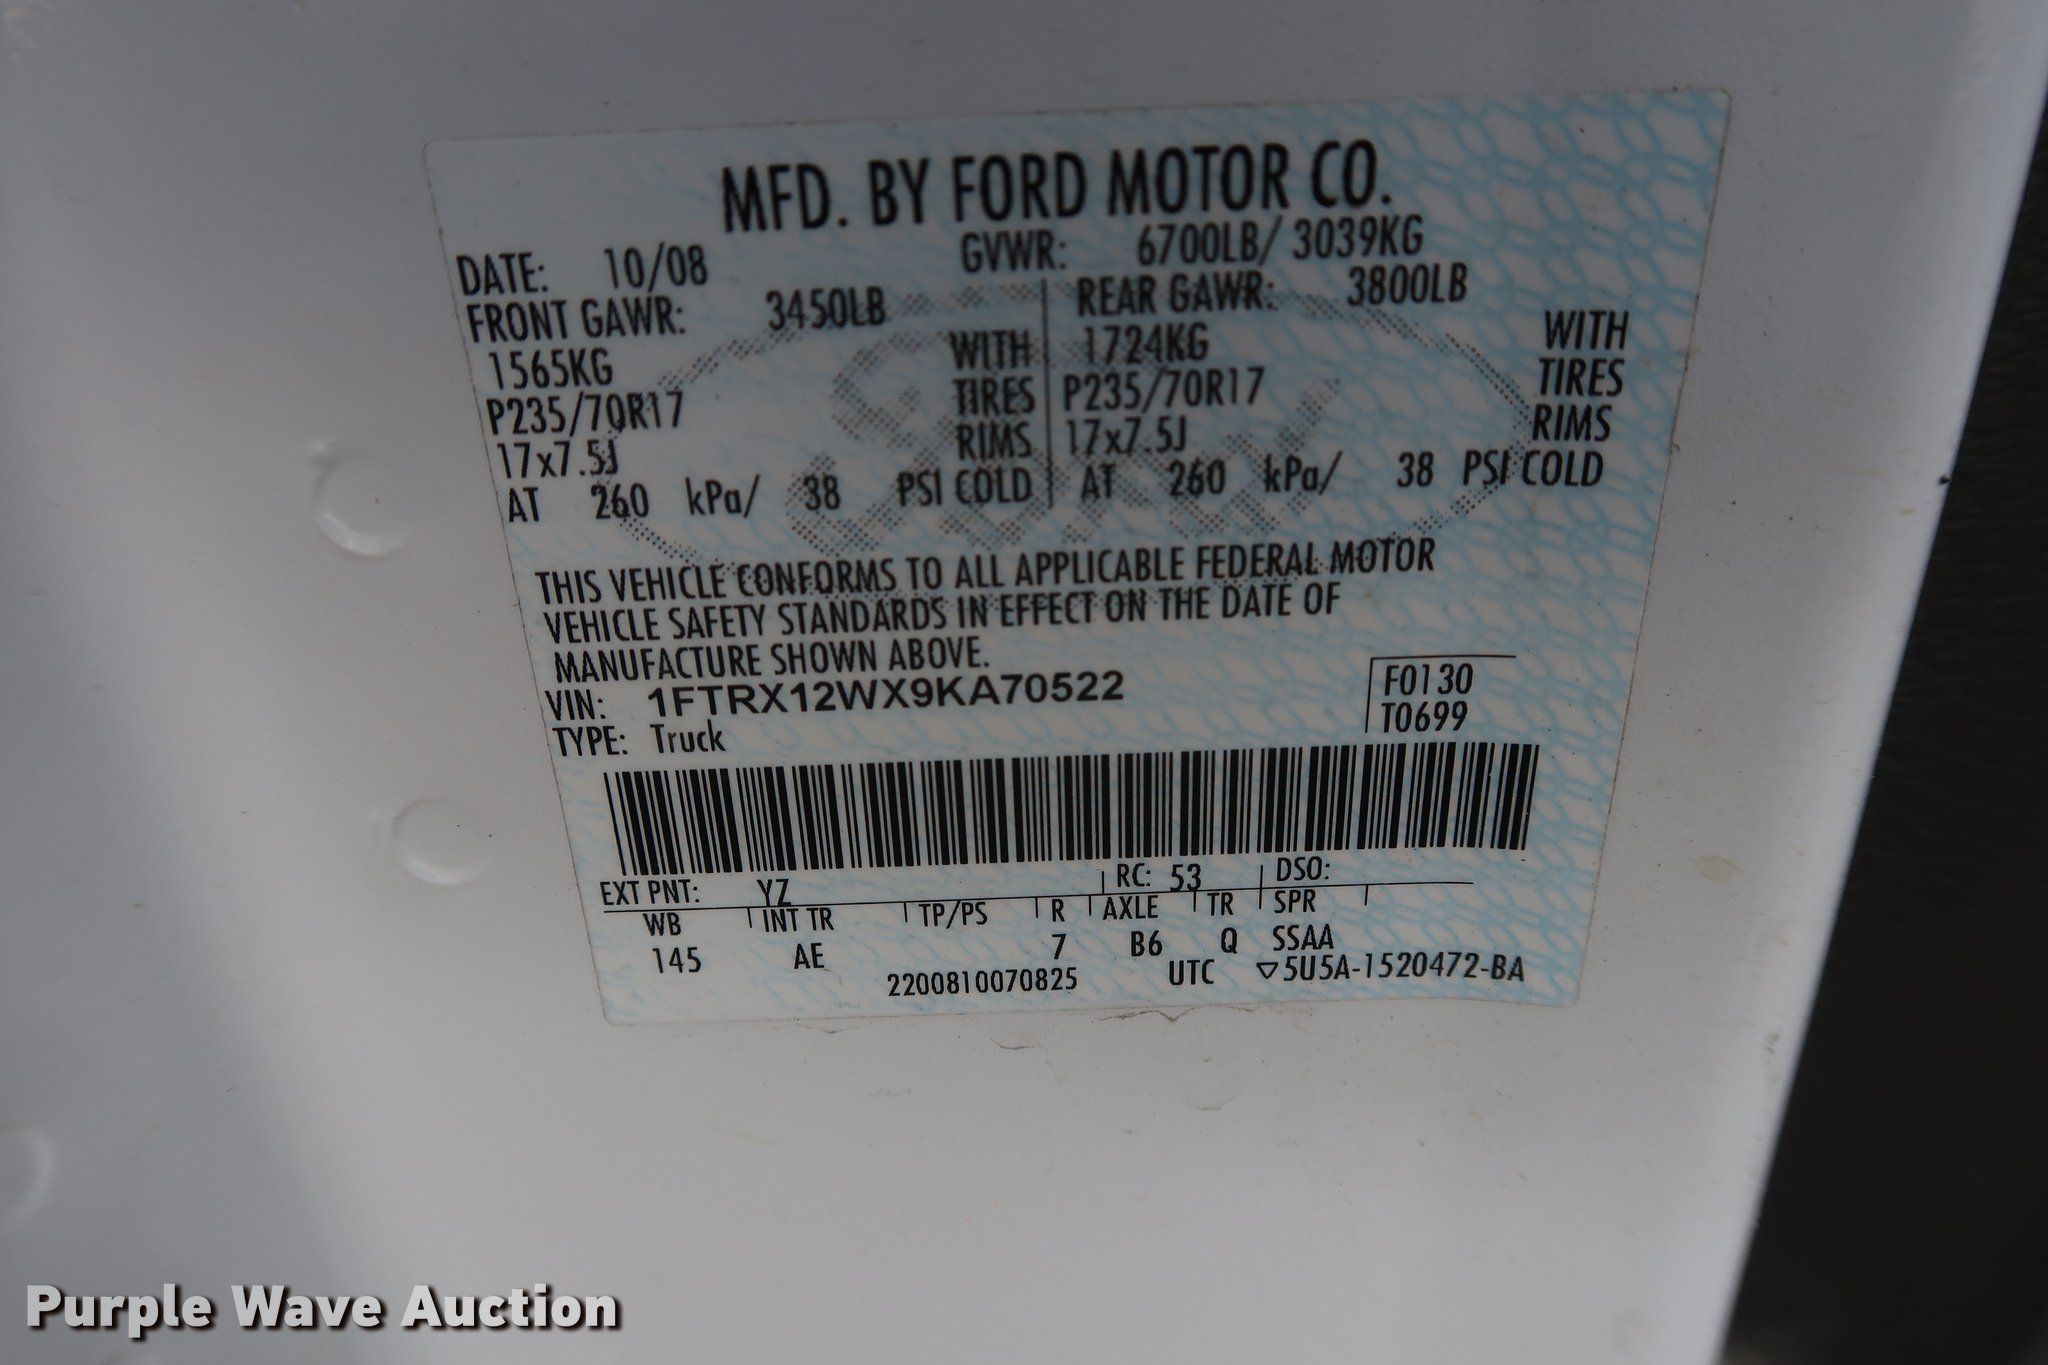 MFD. BY FORD MOTOR CO.
DATE: 10/08 GVWR: 6700LB/ 3039KG
FRONT GAWR: 3450LB REAR GAWR: 3800LB
1565KG WITH 1724KG WITH
P235/70R17 TIRES P235/70R17 TIRES
17x7.5J RIMS 17x7.5J RIMS
AT 260 kPa/ 38 PSI COLD AT 260 kPa/ 38 PSI COLD
THIS VEHICLE CONFORMS TO ALL APPLICABLE FEDERAL MOTOR
VEHICLE SAFETY STANDARDS IN EFFECT ON THE DATE OF
MANUFACTURE SHOWN ABOVE.
VIN: 1FTRX12WX9KA70522 F0130
TYPE: Truck T0699
EXT PNT: YZ RC: 53 DSO:
WB INT TR TP/PS R AXLE TR SPR
145 AE 7 B6 Q SSAA
2200810070825 UTC ▽5U5A-1520472-BA
Purple Wave Auction